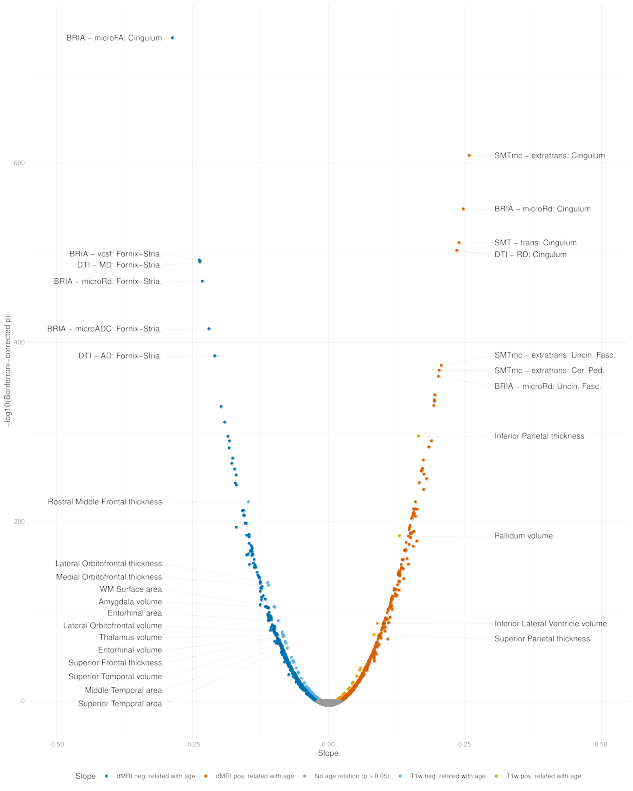 BRIA – microFA: Cingulum
600
SMTmc – extratrans: Cingulum
BRIA – microRd: Cingulum
SMT – trans: Cingulum
DTI – RD: Cingulum
BRIA – vcsf: Fornix–Stria.
DTI – MD: Fornix–Stria.
BRIA – microRd: Fornix–Stria.
BRIA – microADC: Fornix–Stria.
DTI – AD: Fornix–Stria.
400
SMTmc – extratrans: Uncin. Fasc.
SMTmc – extratrans: Cer. Ped.
BRIA – microRd: Uncin. Fasc.
−log10(Bonferroni−corrected p)
Inferior Parietal thickness
Rostral Middle Frontal thickness
200
Pallidum volume
Lateral Orbitofrontal thickness
Medial Orbitofrontal thickness
WM Surface area
Amygdala volume
Entorhinal area
Lateral Orbitofrontal volume
Thalamus volume
Entorhinal volume
Superior Frontal thickness
Superior Temporal volume
Middle Temporal area
Superior Temporal area
Inferior Lateral Ventricle volume
Superior Parietal thickness
0
-0.50 -0.25 0.00 0.25 0.50
Slope
Slope dMRI neg. related with age dMRI pos. related with age No age relation (p > 0.05) T1w neg. related with age T1w pos. related with age